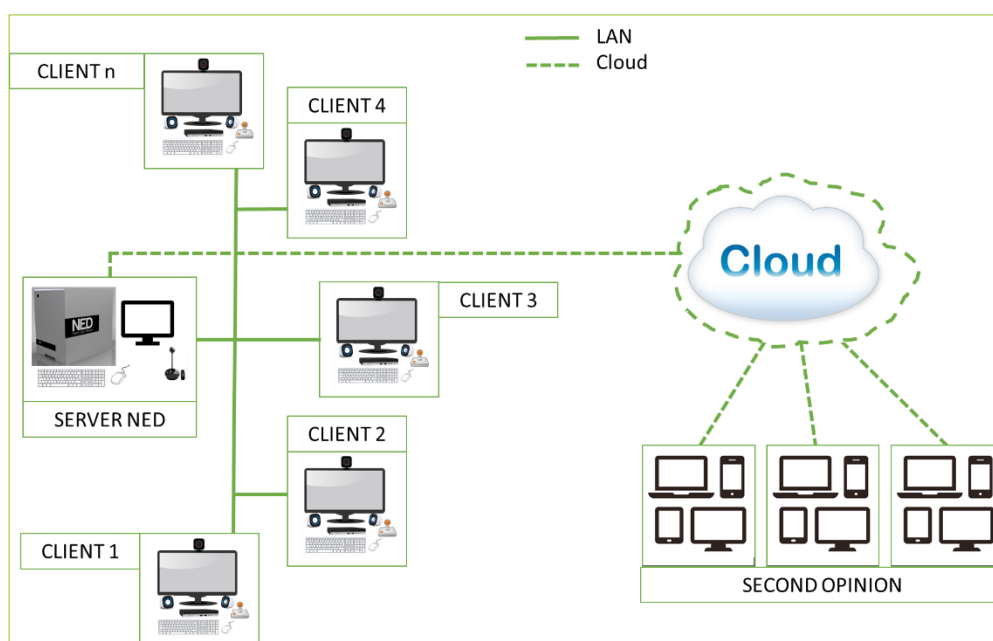 LAN
Cloud
CLIENT n
CLIENT 4
Cloud
CLIENT 3
NED
SERVER NED
CLIENT 2
CLIENT 1
SECOND OPINION